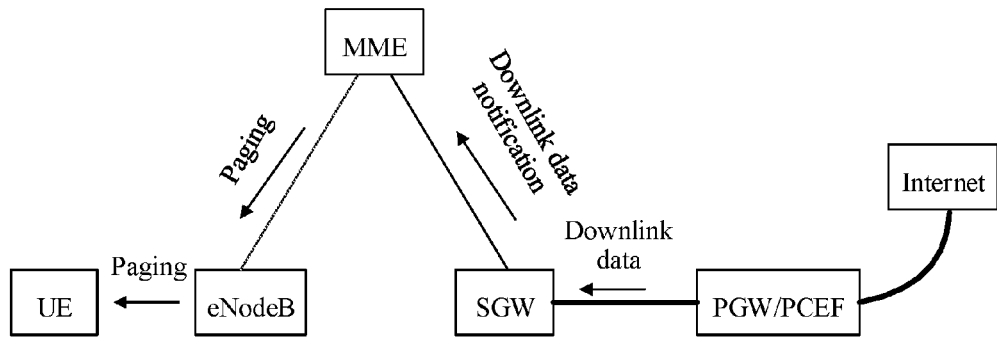 MME
Paging
Downlink data
notification
Internet
Downlink
data
Paging
UE
eNodeB
SGW
PGW/PCEF